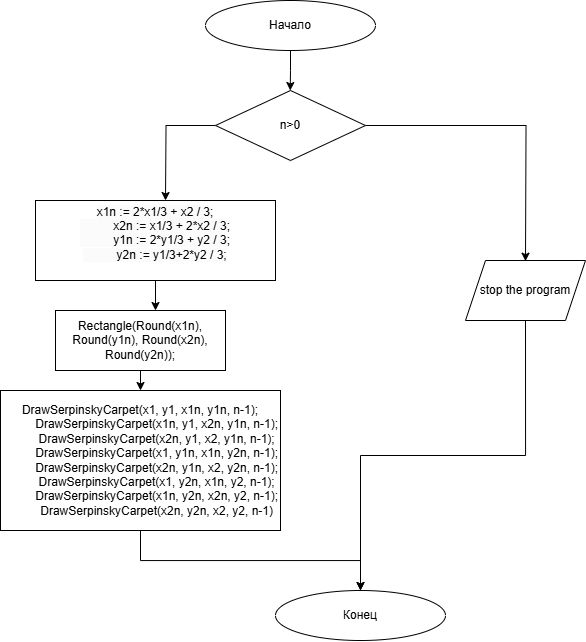 Начало
n>0
x1n := 2*x1/3 + x2 / 3;
x2n := x1/3 + 2*x2 / 3;
y1n := 2*y1/3 + y2 / 3;
y2n := y1/3+2*y2 / 3;
stop the program
Rectangle(Round(x1n),
Round(y1n), Round(x2n),
Round(y2n));
DrawSerpinskyCarpet(x1, y1, x1n, y1n, n-1);
DrawSerpinskyCarpet(x1n, y1, x2n, y1n, n-1);
DrawSerpinskyCarpet(x2n, y1, x2, y1n, n-1);
DrawSerpinskyCarpet(x1, y1n, x1n, y2n, n-1);
DrawSerpinskyCarpet(x2n, y1n, x2, y2n, n-1);
DrawSerpinskyCarpet(x1, y2n, x1n, y2, n-1);
DrawSerpinskyCarpet(x1n, y2n, x2n, y2, n-1);
DrawSerpinskyCarpet(x2n, y2n, x2, y2, n-1)
Конец